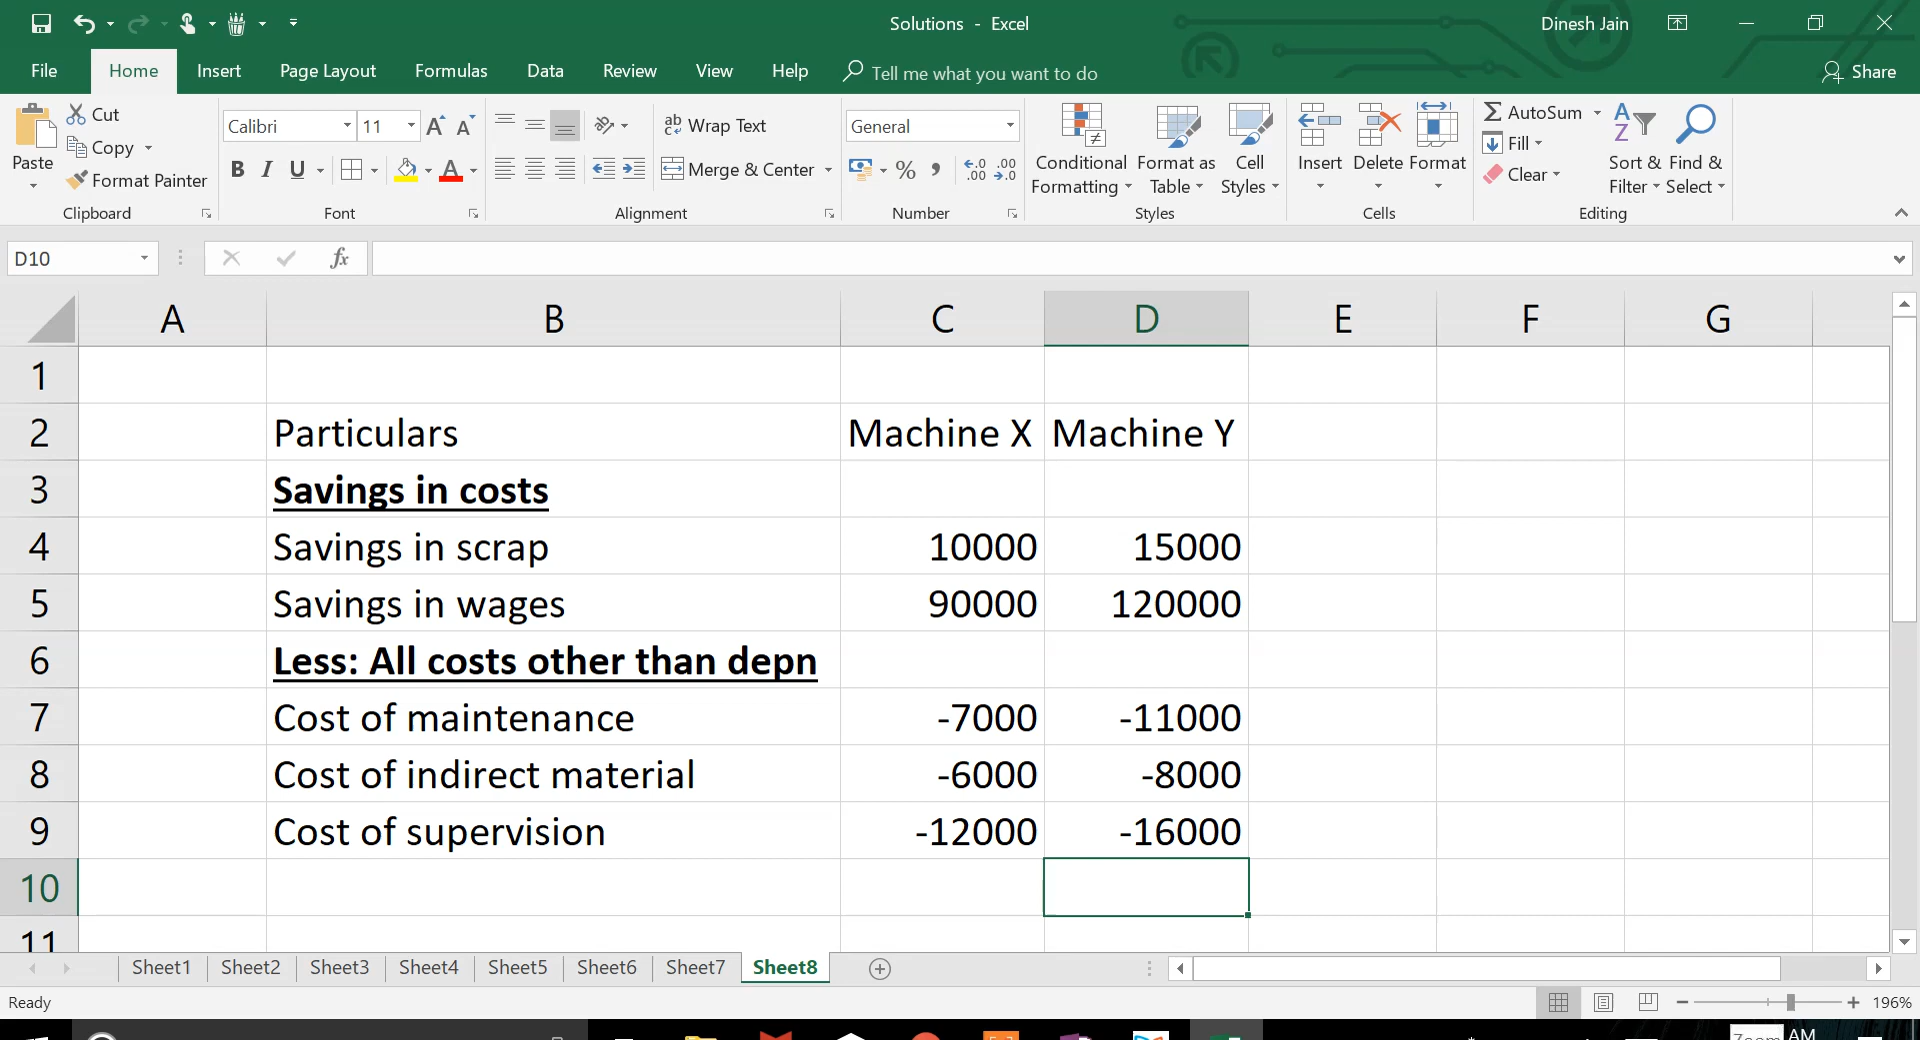 Solutions - Excel
Dinesh Jain
File Home Insert Page Layout Formulas Data Review View Help Tell me what you want to do
Share
Paste
Cut
Copy
Format Painter
Clipboard
Calibri 11
B I U
Font
Wrap Text
Merge & Center
Alignment
General
Number
Conditional Formatting
Format as Table
Cell Styles
Styles
Insert Delete Format
Cells
AutoSum
Fill
Clear
Sort & Filter
Find & Select
Editing
D10
fx
A B C D E F G
1
2 Particulars Machine X Machine Y
3 Savings in costs
4 Savings in scrap 10000 15000
5 Savings in wages 90000 120000
6 Less: All costs other than depn
7 Cost of maintenance -7000 -11000
8 Cost of indirect material -6000 -8000
9 Cost of supervision -12000 -16000
10
11
Sheet1 Sheet2 Sheet3 Sheet4 Sheet5 Sheet6 Sheet7 Sheet8
Ready
196%
Zoom AM